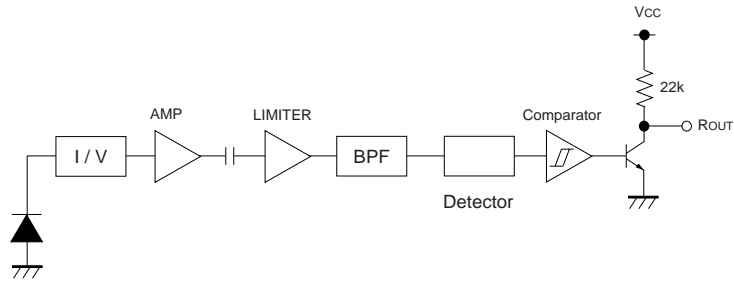 VCC
22k
AMP
LIMITER
Comparator
ROUT
I / V
BPF
Detector